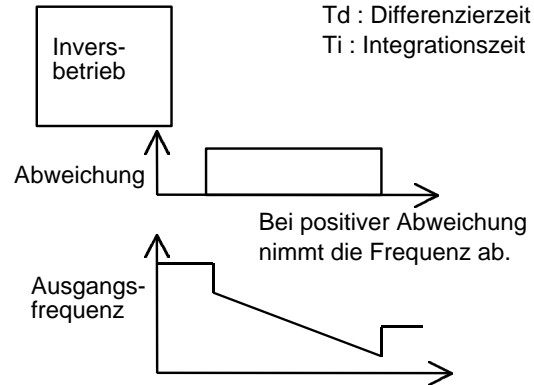 Td : Differenzierzeit
Ti : Integrationszeit
Invers-
betrieb
Abweichung
Bei positiver Abweichung
nimmt die Frequenz ab.
Ausgangs-
frequenz